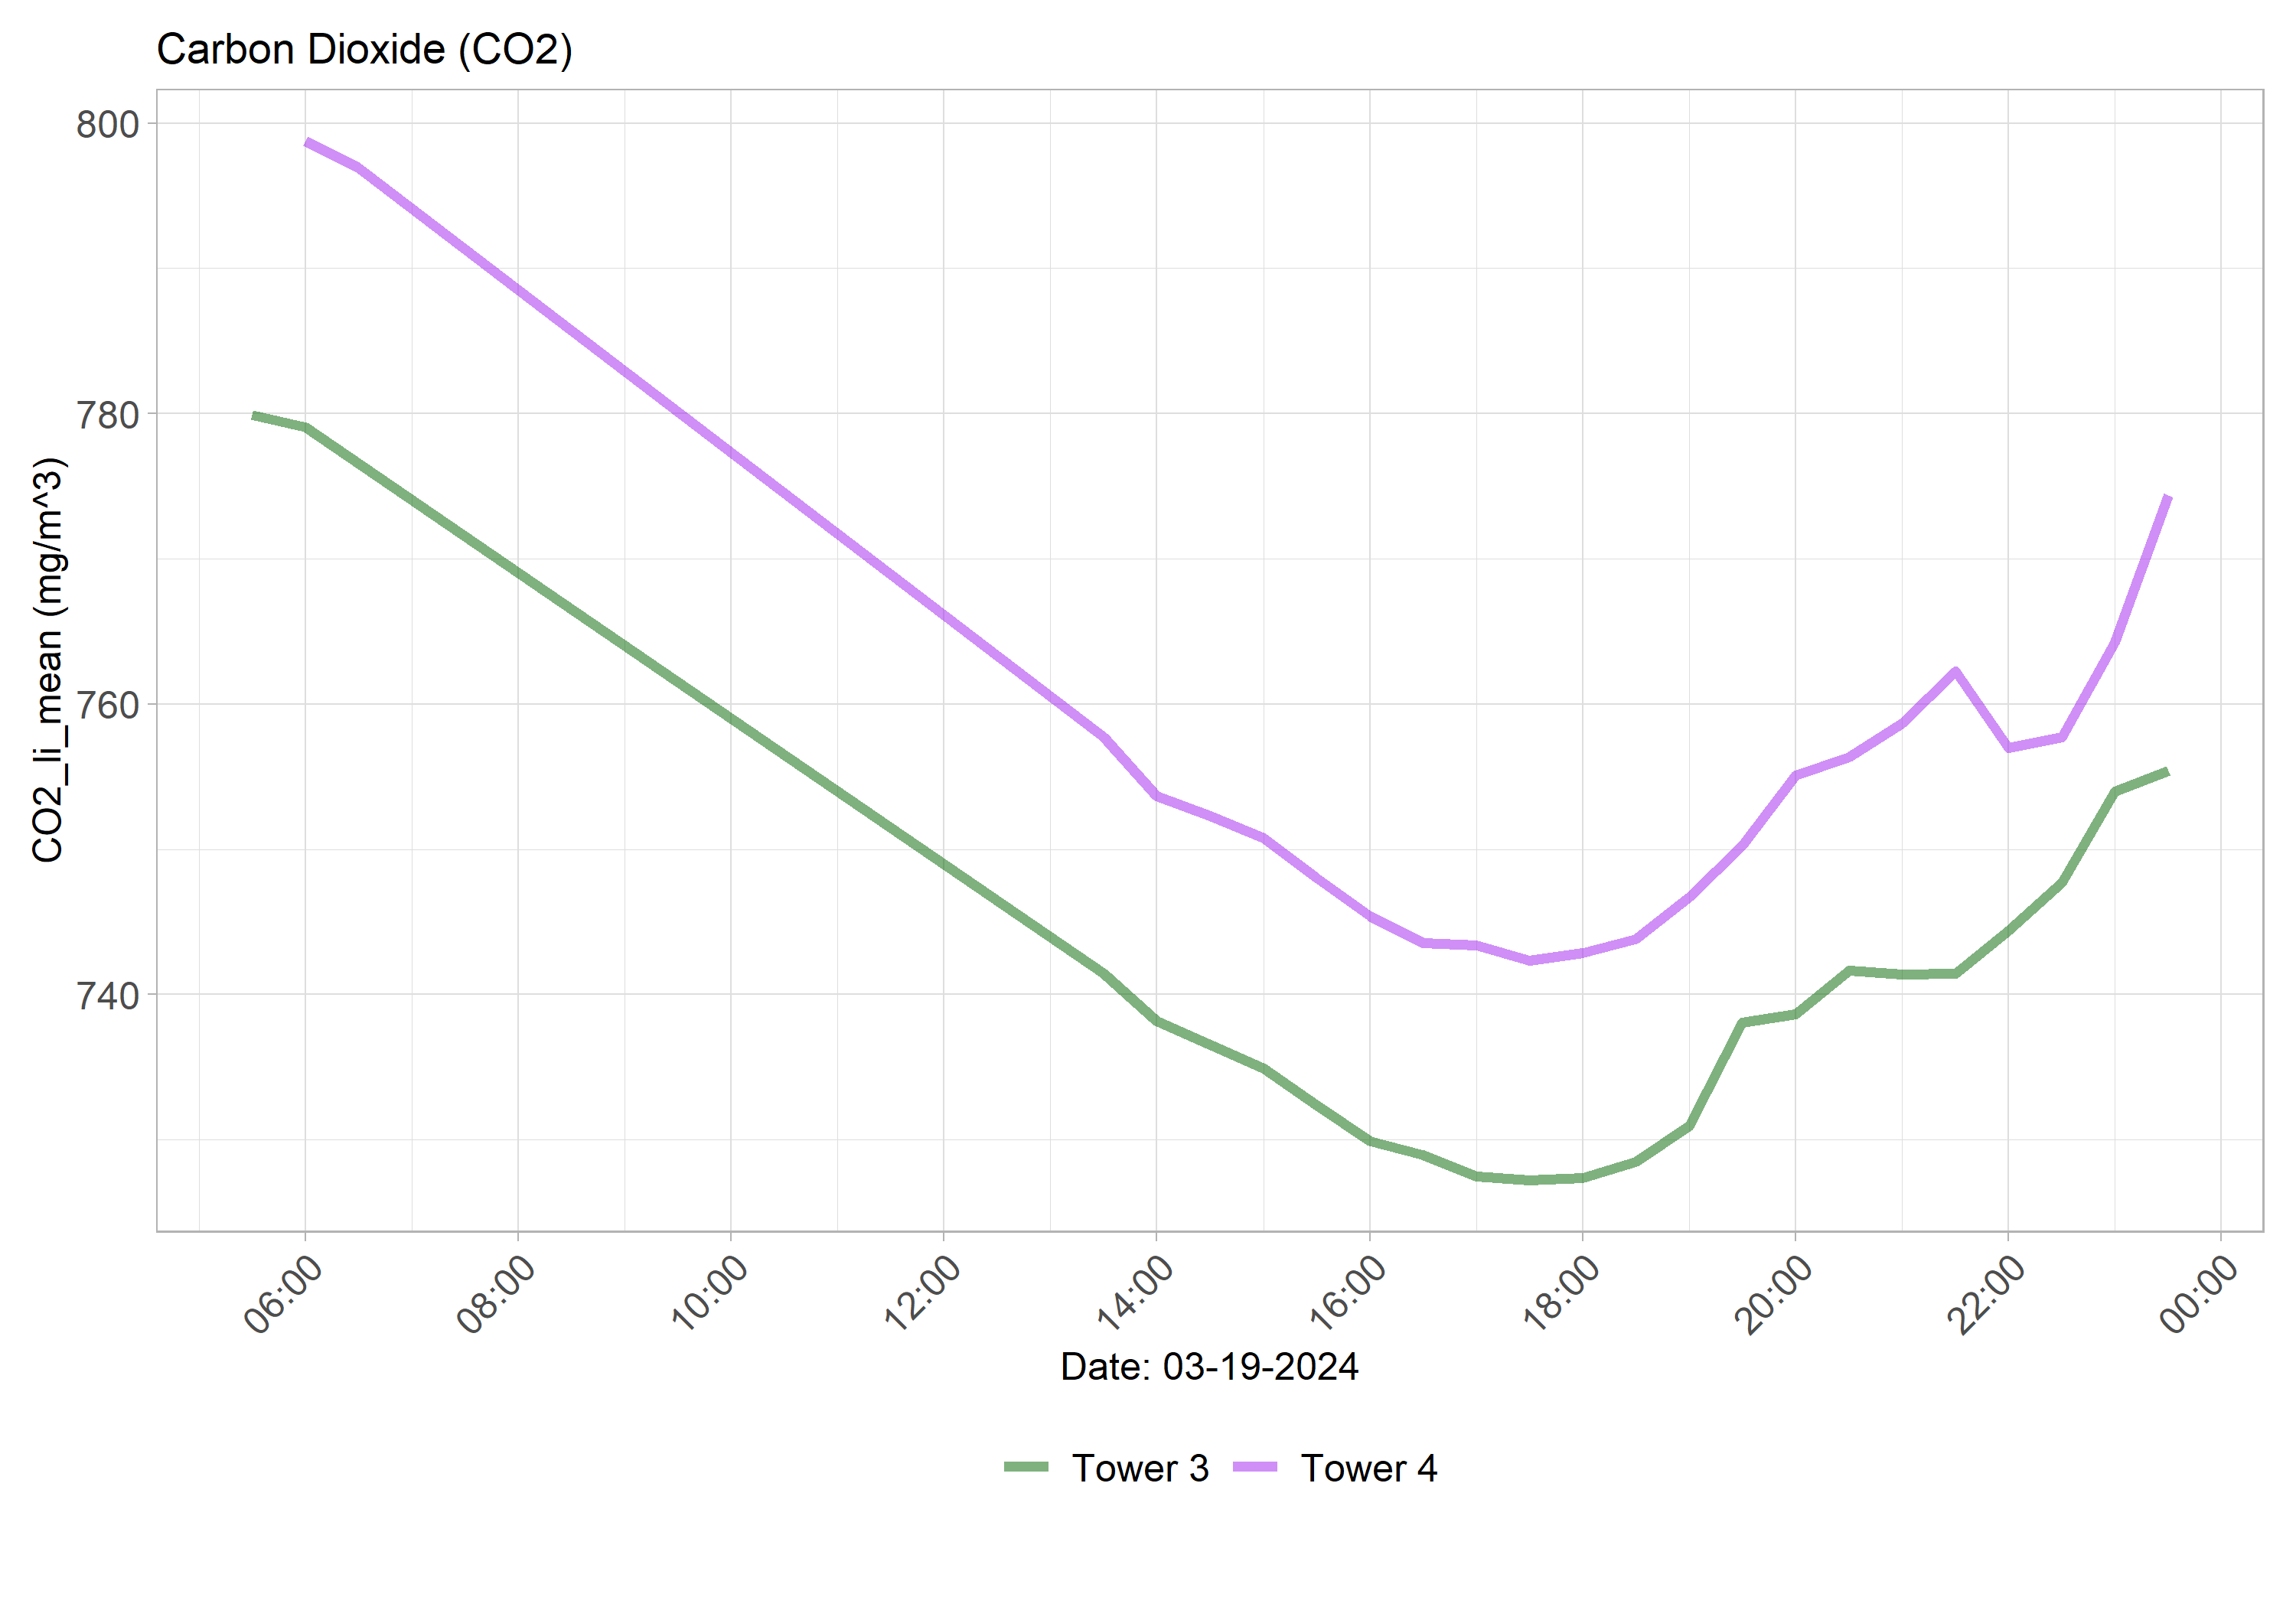 Carbon Dioxide (CO2)
CO2_li_mean (mg/m^3)
800
780
760
740
06:00 08:00 10:00 12:00 14:00 16:00 18:00 20:00 22:00 00:00
Date: 03-19-2024
Tower 3 Tower 4